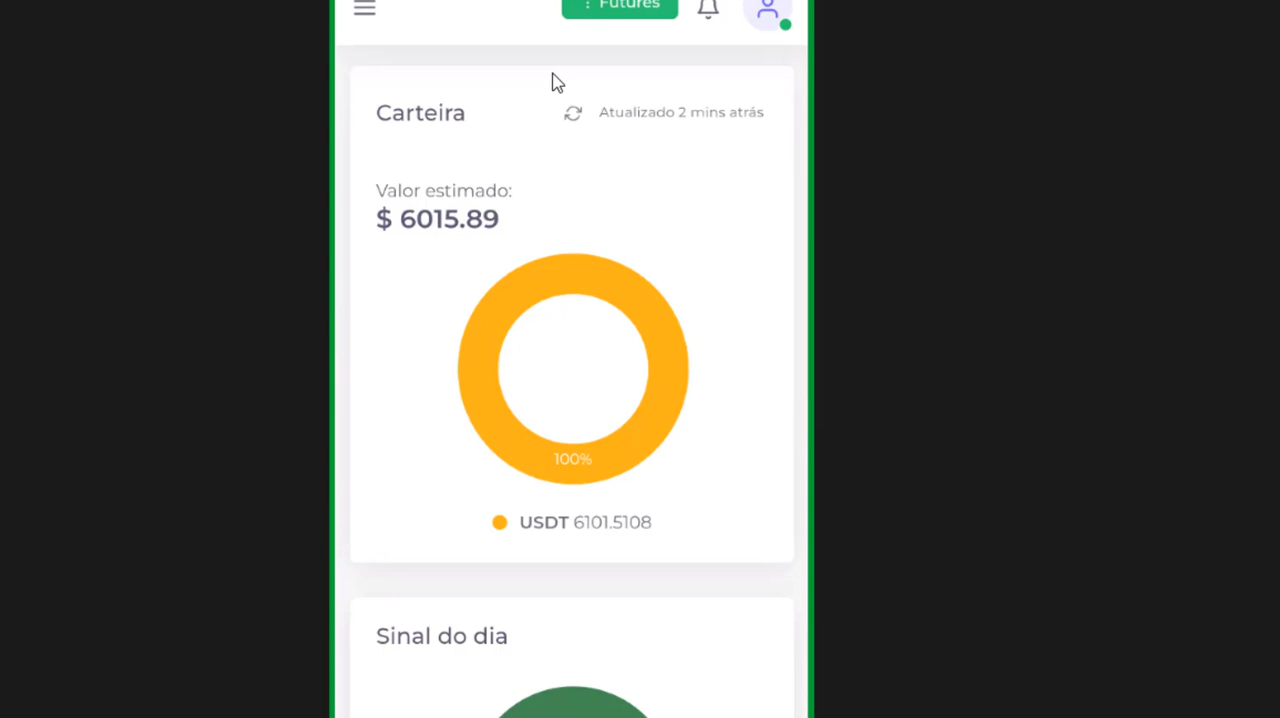 ⋮ Futures
Carteira
Atualizado 2 mins atrás
Valor estimado:
$ 6015.89
100%
USDT 6101.5108
Sinal do dia